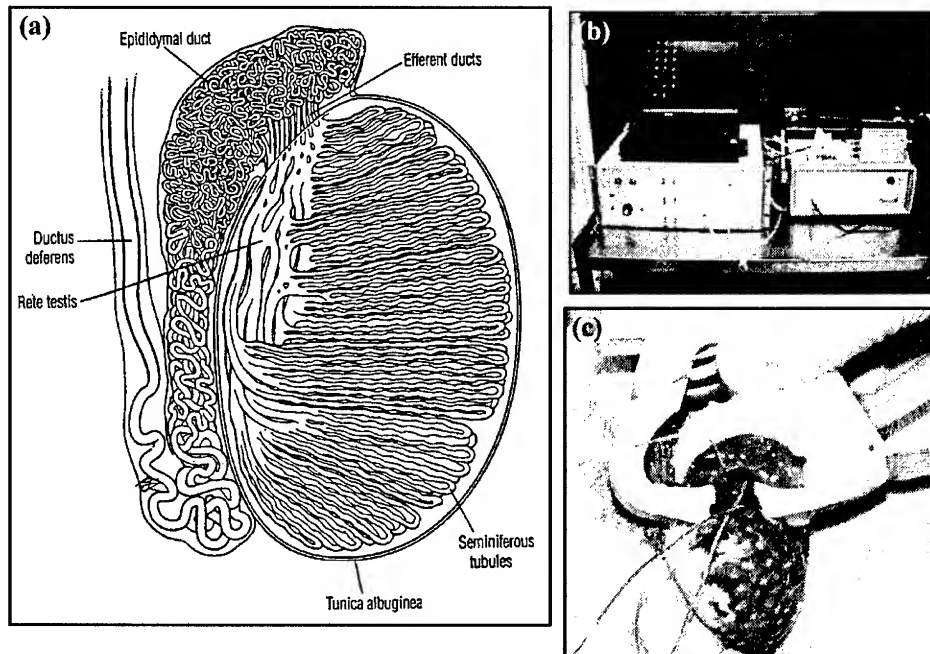 (a)
Epididymal duct
Efferent ducts
Ductus
deferens
Rete testis
Seminiferous
tubules
Tunica albuginea
(b)
(c)